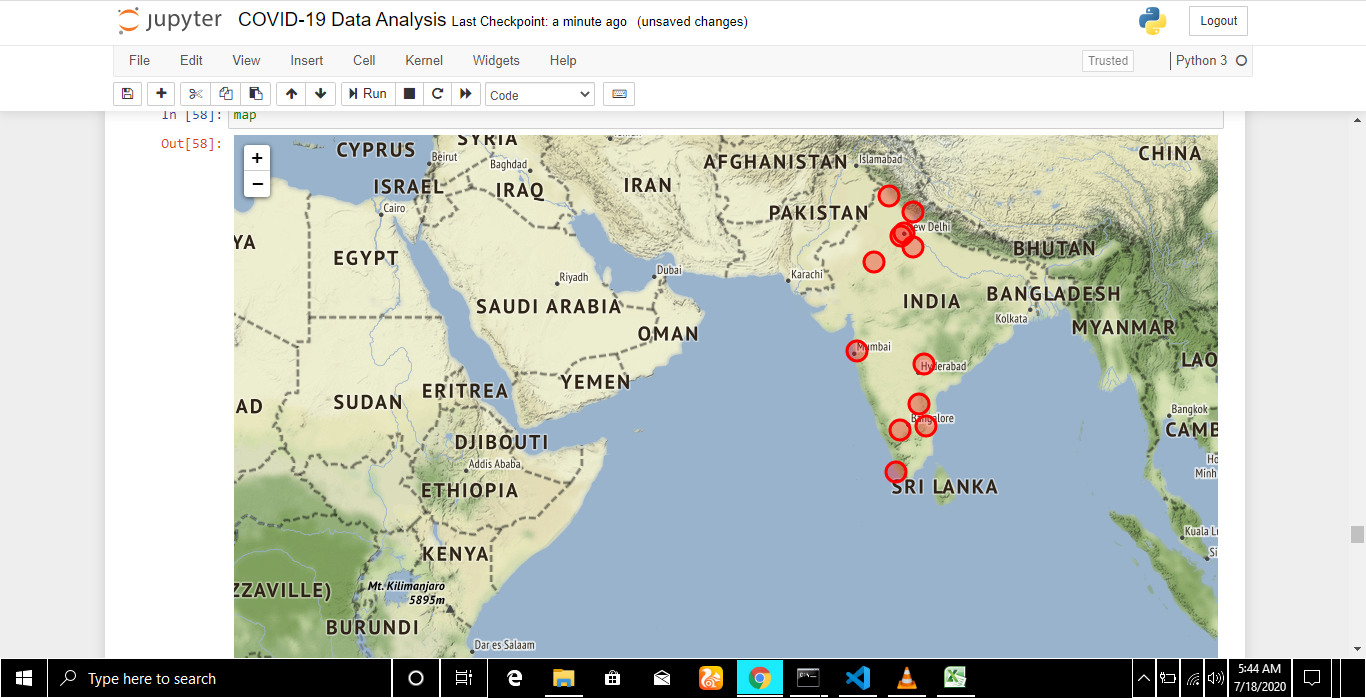 jupyter COVID-19 Data Analysis Last Checkpoint: a minute ago (unsaved changes) Logout
File Edit View Insert Cell Kernel Widgets Help Trusted Python 3
Run Code
In [58]: map
Out[58]:
+
−
SYRIA
CYPRUS
Beirut
Baghdad
AFGHANISTAN
Islamabad
CHINA
ISRAEL
IRAQ
IRAN
Cairo
PAKISTAN
New Delhi
YA
EGYPT
BHUTAN
Riyadh
Dubai
Karachi
SAUDI ARABIA
INDIA
BANGLADESH
Kolkata
MYANMAR
OMAN
Mumbai
LAO
Hyderabad
YEMEN
ERITREA
AD
SUDAN
Bangkok
Bangalore
CAMB
DJIBOUTI
Addis Ababa
Ho
Minh
ETHIOPIA
SRI LANKA
Kuala Lu
Si
KENYA
ZZAVILLE)
Mt. Kilimanjaro
5895m
BURUNDI
Dar es Salaam
Type here to search
5:44 AM
7/18/2020